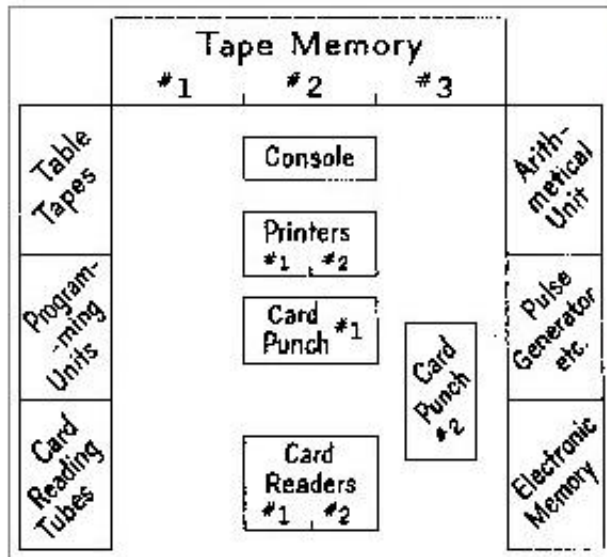 Tape Memory
#1 #2 #3
Table
Tapes
Program-
-ming
Units
Card
Reading
Tubes
Console
Printers
#1 #2
Card #1
Punch
Card
Punch
#2
Card
Readers
#1 #2
Arith-
metical
Unit
Pulse
Generator
etc.
Electronic
Memory